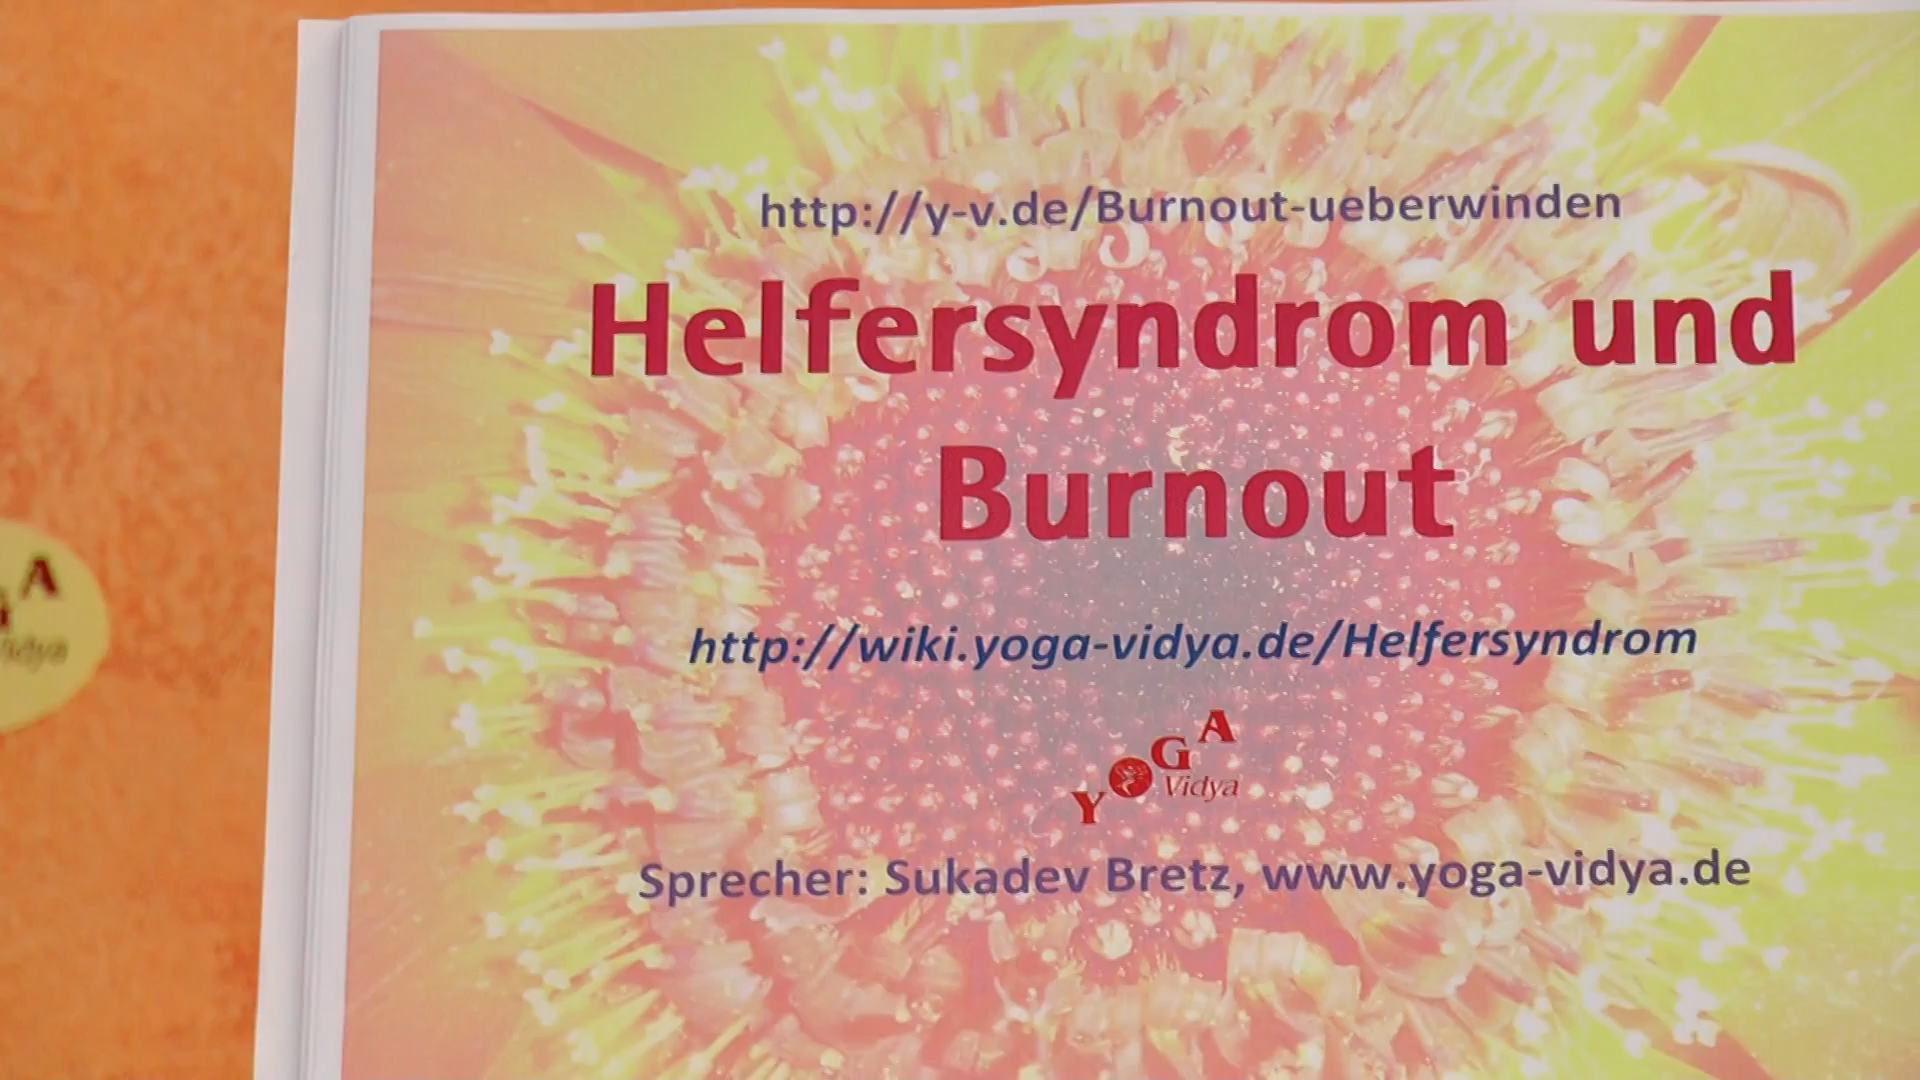 http://y-v.de/Burnout-ueberwinden
Helfersyndrom und
Burnout
http://wiki.yoga-vidya.de/Helfersyndrom
YOGA
Vidya
Sprecher: Sukadev Bretz, www.yoga-vidya.de
G A
Vidya